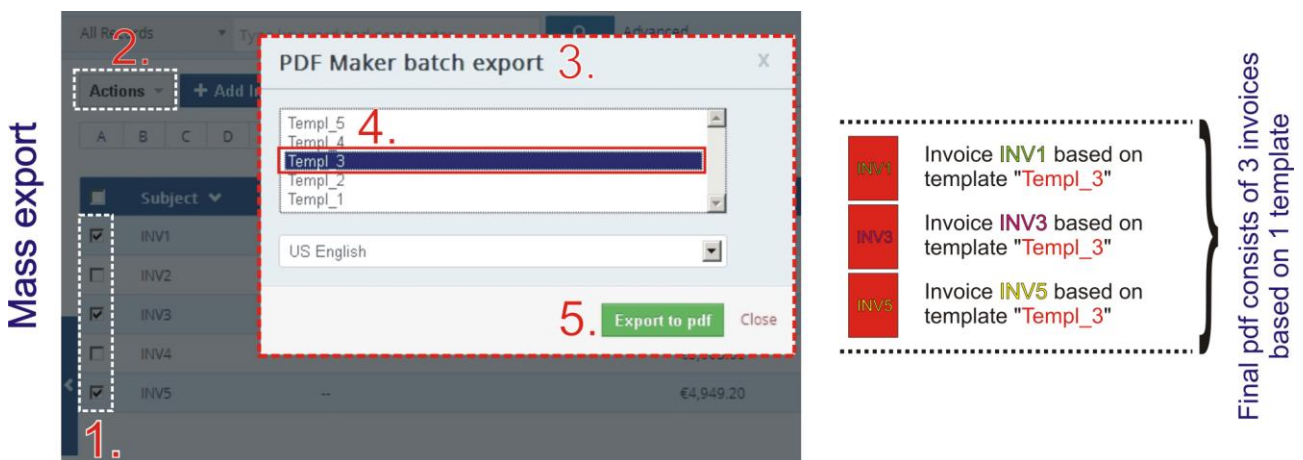 Mass export
All Records
Advanced
2.
PDF Maker batch export 3.
X
Actions
+ Add
Templ_5
4.
Templ_4
Templ_3
Templ_2
Templ_1
A B C D
Subject
INV1
INV2
US English
INV3
5. Export to pdf Close
INV4
INV5 -- €4,949.20
1.
INV1 Invoice INV1 based on
template "Templ_3"
INV3 Invoice INV3 based on
template "Templ_3"
INV5 Invoice INV5 based on
template "Templ_3"
Final pdf consists of 3 invoices
based on 1 template